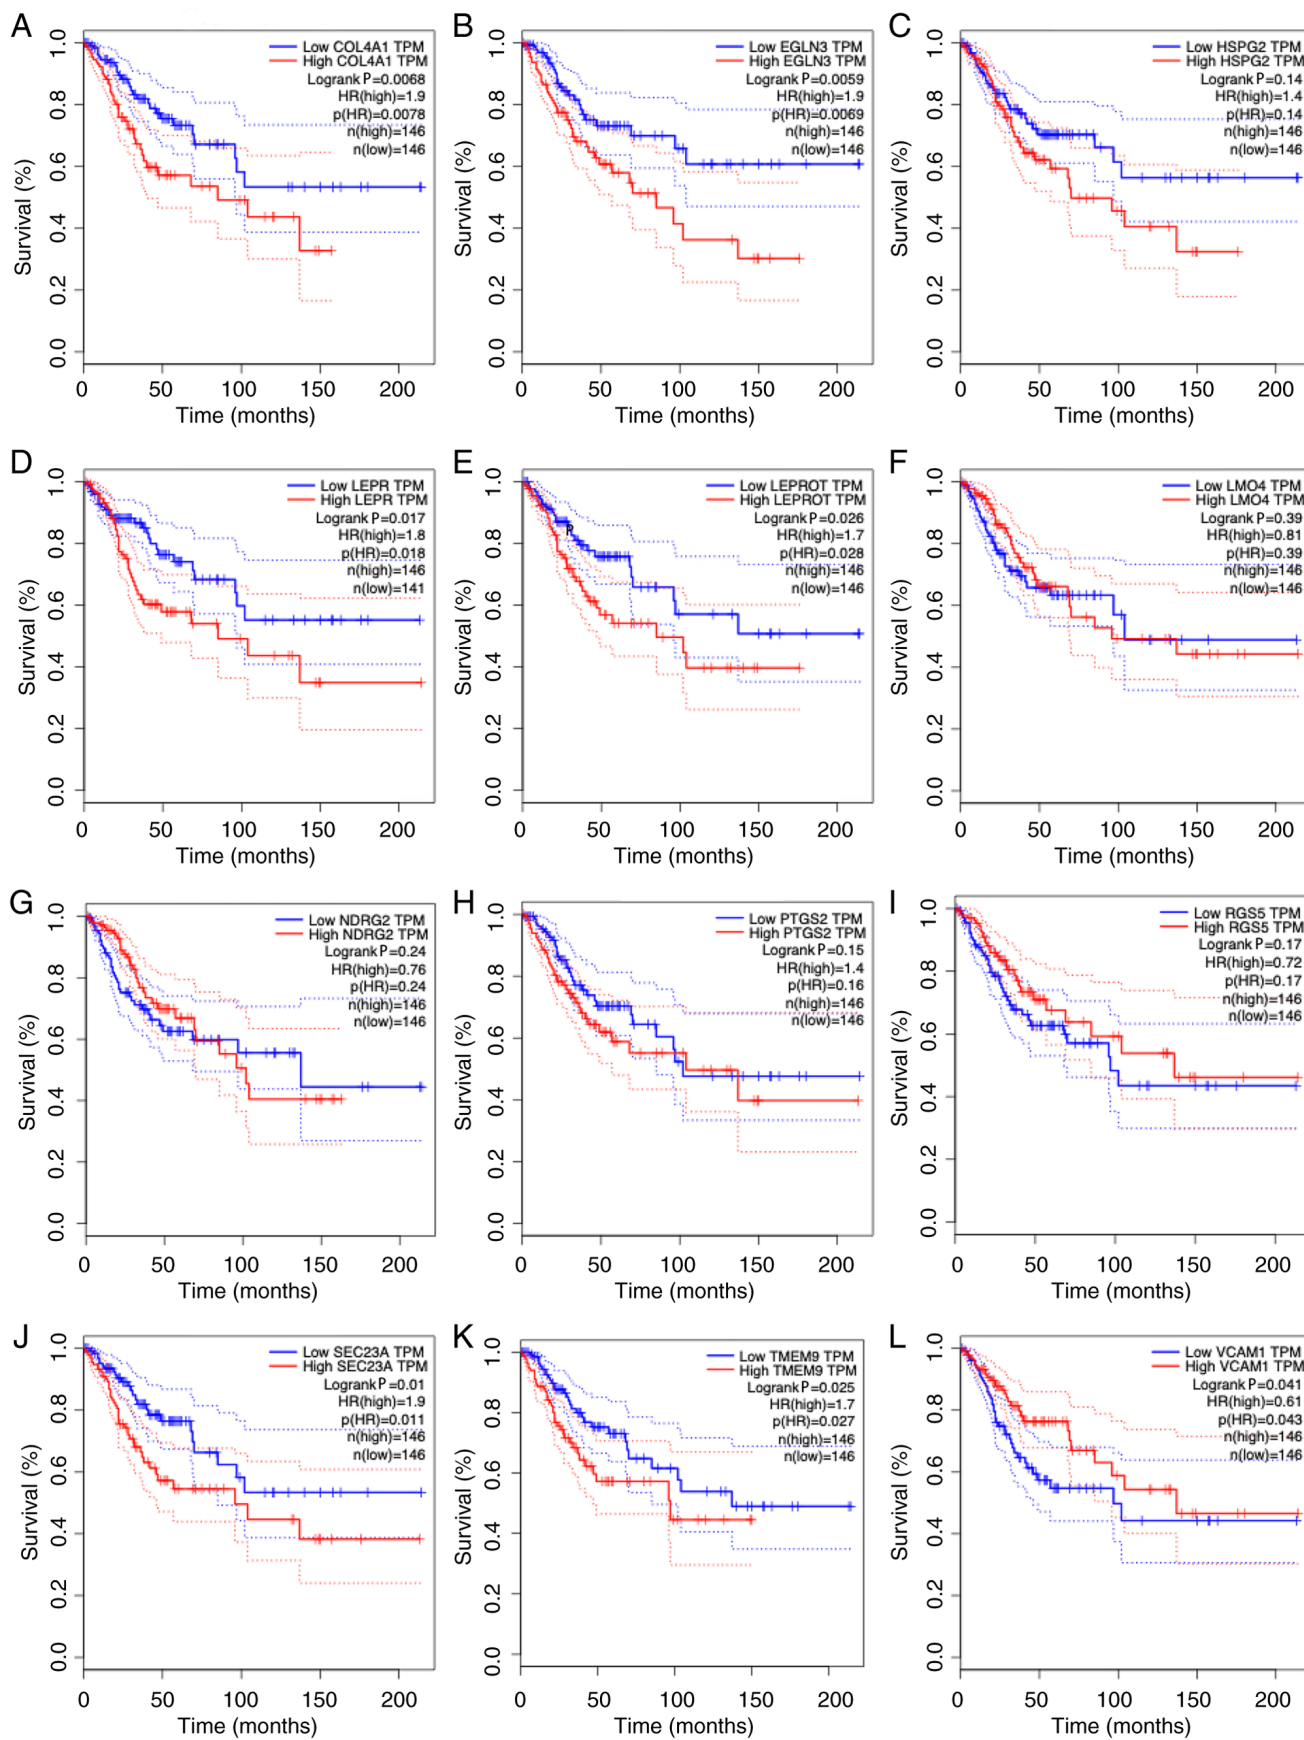 A
Low COL4A1 TPM
High COL4A1 TPM
Logrank P=0.0068
HR(high)=1.9
p(HR)=0.0078
n(high)=146
n(low)=146
Survival (%)
1.0
0.8
0.6
0.4
0.2
0.0
0 50 100 150 200
Time (months)
B
Low EGLN3 TPM
High EGLN3 TPM
Logrank P=0.0059
HR(high)=1.9
p(HR)=0.0069
n(high)=146
n(low)=146
Survival (%)
1.0
0.8
0.6
0.4
0.2
0.0
0 50 100 150 200
Time (months)
C
Low HSPG2 TPM
High HSPG2 TPM
Logrank P=0.14
HR(high)=1.4
p(HR)=0.14
n(high)=146
n(low)=146
Survival (%)
1.0
0.8
0.6
0.4
0.2
0.0
0 50 100 150 200
Time (months)
D
Low LEPR TPM
High LEPR TPM
Logrank P=0.017
HR(high)=1.8
p(HR)=0.018
n(high)=146
n(low)=141
Survival (%)
1.0
0.8
0.6
0.4
0.2
0.0
0 50 100 150 200
Time (months)
E
Low LEPROT TPM
High LEPROT TPM
Logrank P=0.026
HR(high)=1.7
p(HR)=0.028
n(high)=146
n(low)=146
P
Survival (%)
1.0
0.8
0.6
0.4
0.2
0.0
0 50 100 150 200
Time (months)
F
Low LMO4 TPM
High LMO4 TPM
Logrank P=0.39
HR(high)=0.81
p(HR)=0.39
n(high)=146
n(low)=146
Survival (%)
1.0
0.8
0.6
0.4
0.2
0.0
0 50 100 150 200
Time (months)
G
Low NDRG2 TPM
High NDRG2 TPM
Logrank P=0.24
HR(high)=0.76
p(HR)=0.24
n(high)=146
n(low)=146
Survival (%)
1.0
0.8
0.6
0.4
0.2
0.0
0 50 100 150 200
Time (months)
H
Low PTGS2 TPM
High PTGS2 TPM
Logrank P=0.15
HR(high)=1.4
p(HR)=0.16
n(high)=146
n(low)=146
Survival (%)
1.0
0.8
0.6
0.4
0.2
0.0
0 50 100 150 200
Time (months)
I
Low RGS5 TPM
High RGS5 TPM
Logrank P=0.17
HR(high)=0.72
p(HR)=0.17
n(high)=146
n(low)=146
Survival (%)
1.0
0.8
0.6
0.4
0.2
0.0
0 50 100 150 200
Time (months)
J
Low SEC23A TPM
High SEC23A TPM
Logrank P=0.01
HR(high)=1.9
p(HR)=0.011
n(high)=146
n(low)=146
Survival (%)
1.0
0.8
0.6
0.4
0.2
0.0
0 50 100 150 200
Time (months)
K
Low TMEM9 TPM
High TMEM9 TPM
Logrank P=0.025
HR(high)=1.7
p(HR)=0.027
n(high)=146
n(low)=146
Survival (%)
1.0
0.8
0.6
0.4
0.2
0.0
0 50 100 150 200
Time (months)
L
Low VCAM1 TPM
High VCAM1 TPM
Logrank P=0.041
HR(high)=0.61
p(HR)=0.043
n(high)=146
n(low)=146
Survival (%)
1.0
0.8
0.6
0.4
0.2
0.0
0 50 100 150 200
Time (months)